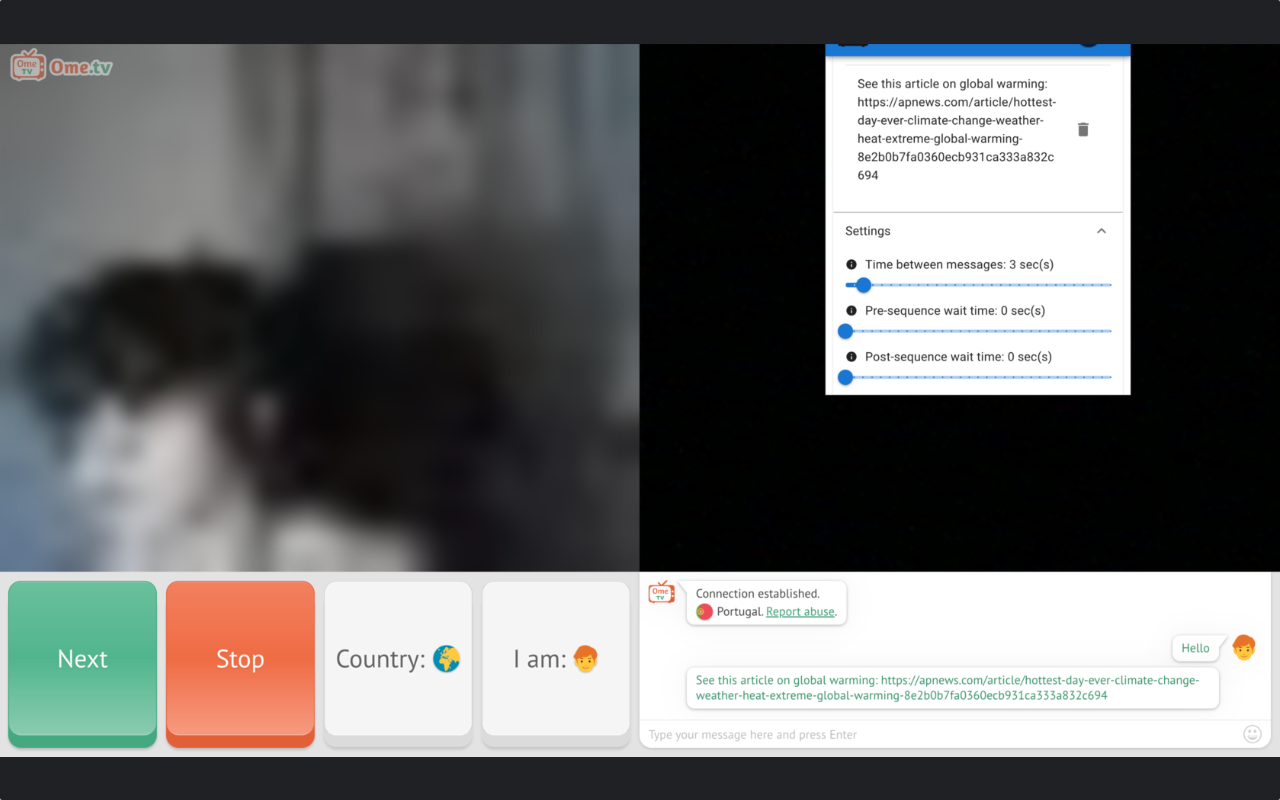 Ome TV Ome.tv
See this article on global warming:
https://apnews.com/article/hottest-
day-ever-climate-change-weather-
heat-extreme-global-warming-
8e2b0b7fa0360ecb931ca333a832c
694
Settings
Time between messages: 3 sec(s)
Pre-sequence wait time: 0 sec(s)
Post-sequence wait time: 0 sec(s)
Next
Stop
Country:
I am:
Ome TV
Connection established.
Portugal. Report abuse.
Hello
See this article on global warming: https://apnews.com/article/hottest-day-ever-climate-change-
weather-heat-extreme-global-warming-8e2b0b7fa0360ecb931ca333a832c694
Type your message here and press Enter